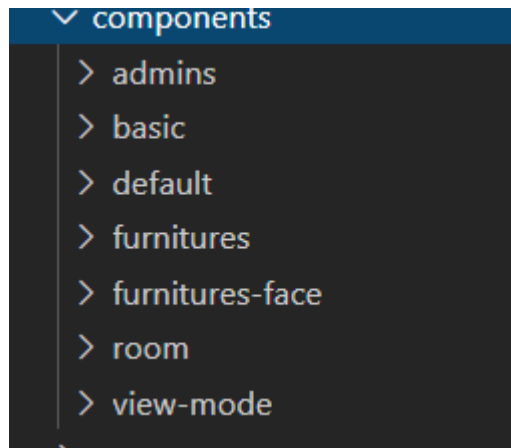 components
admins
basic
default
furnitures
furnitures-face
room
view-mode